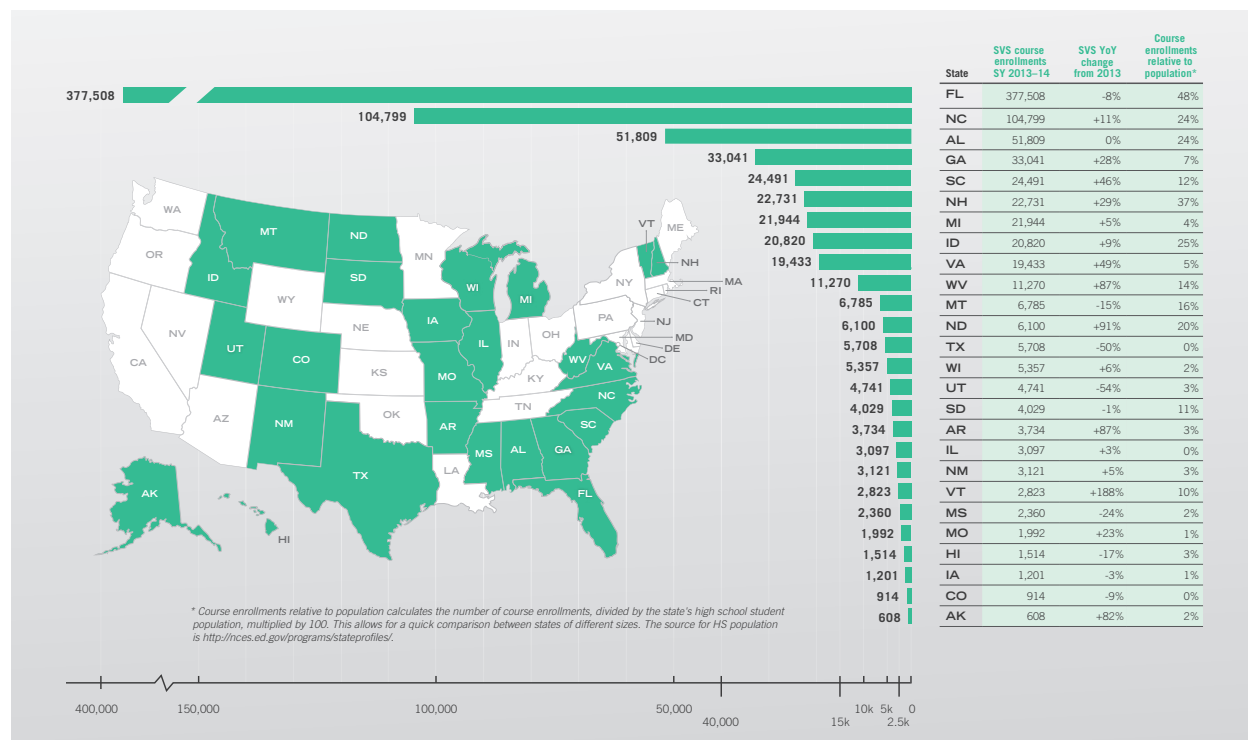 377,508
104,799
51,809
33,041
24,491
22,731
21,944
20,820
19,433
11,270
6,785
6,100
5,708
5,357
4,741
4,029
3,734
3,097
3,121
2,823
2,360
1,992
1,514
1,201
914
608
WA
OR
CA
NV
ID
MT
WY
UT
AZ
CO
NM
ND
SD
NE
KS
OK
TX
MN
IA
MO
AR
LA
WI
IL
MI
IN
OH
KY
TN
MS
AL
GA
FL
SC
NC
VA
WV
PA
NY
VT
NH
ME
MA
RI
CT
NJ
MD
DE
DC
AK
HI
* Course enrollments relative to population calculates the number of course enrollments, divided by the state's high school student
population, multiplied by 100. This allows for a quick comparison between states of different sizes. The source for HS population
is http://nces.ed.gov/programs/stateprofiles/.
400,000 150,000 100,000 50,000 40,000 15k 10k 5k 2.5k 0
State SVS course enrollments SY 2013–14 SVS YoY change from 2013 Course enrollments relative to population*
FL 377,508 -8% 48%
NC 104,799 +11% 24%
AL 51,809 0% 24%
GA 33,041 +28% 7%
SC 24,491 +46% 12%
NH 22,731 +29% 37%
MI 21,944 +5% 4%
ID 20,820 +9% 25%
VA 19,433 +49% 5%
WV 11,270 +87% 14%
MT 6,785 -15% 16%
ND 6,100 +91% 20%
TX 5,708 -50% 0%
WI 5,357 +6% 2%
UT 4,741 -54% 3%
SD 4,029 -1% 11%
AR 3,734 +87% 3%
IL 3,097 +3% 0%
NM 3,121 +5% 3%
VT 2,823 +188% 10%
MS 2,360 -24% 2%
MO 1,992 +23% 1%
HI 1,514 -17% 3%
IA 1,201 -3% 1%
CO 914 -9% 0%
AK 608 +82% 2%